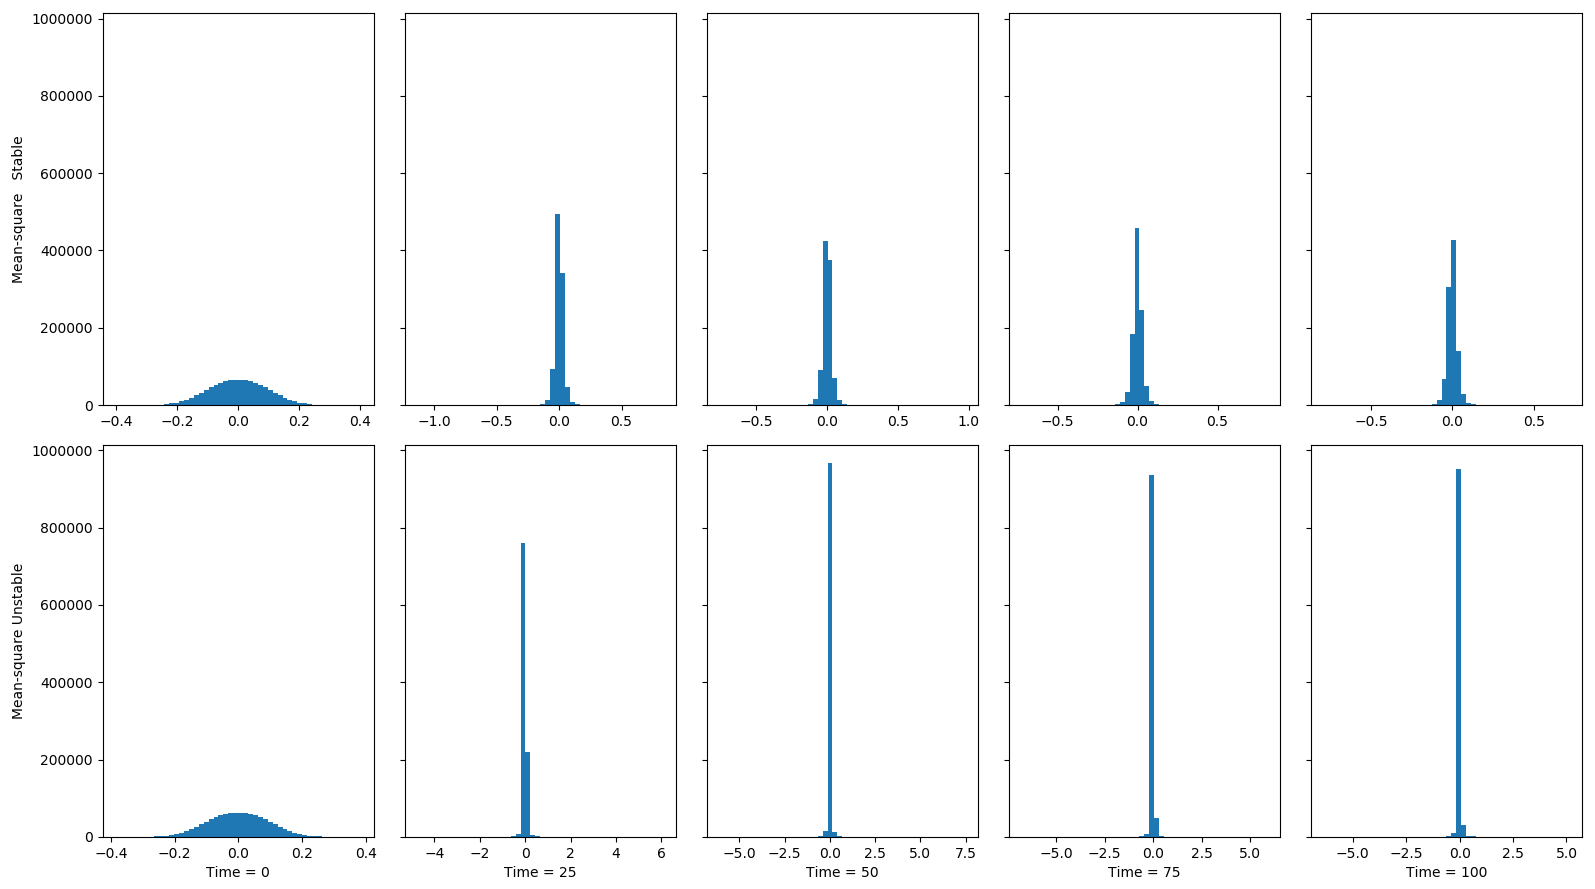 1000000
800000
600000
400000
200000
0
Mean-square Stable
−0.4 −0.2 0.0 0.2 0.4
−1.0 −0.5 0.0 0.5
−0.5 0.0 0.5 1.0
−0.5 0.0 0.5
−0.5 0.0 0.5
1000000
800000
600000
400000
200000
0
Mean-square Unstable
−0.4 −0.2 0.0 0.2 0.4
−4 −2 0 2 4 6
−5.0 −2.5 0.0 2.5 5.0 7.5
−5.0 −2.5 0.0 2.5 5.0
−5.0 −2.5 0.0 2.5 5.0
Time = 0
Time = 25
Time = 50
Time = 75
Time = 100